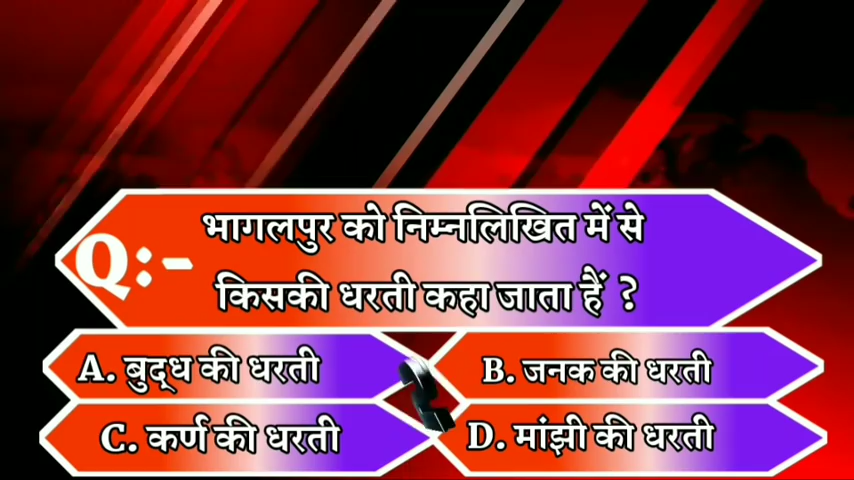 Q:- भागलपुर को निम्नलिखित में से
किसकी धरती कहा जाता हैं ?
A. बुद्ध की धरती
B. जनक की धरती
C. कर्ण की धरती
D. मांझी की धरती